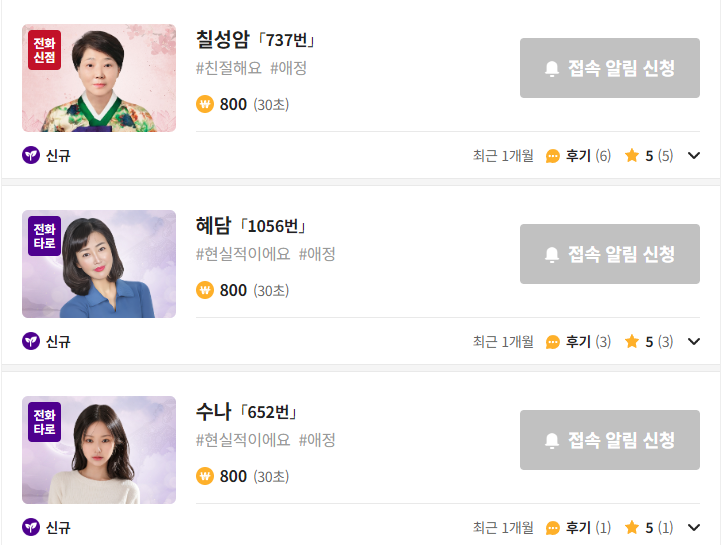 전화
신점
칠성암 「737번」
#친절해요 #애정
₩ 800 (30초)
접속 알림 신청
신규
최근 1개월 후기 (6) 5 (5)
전화
타로
혜담 「1056번」
#현실적이에요 #애정
₩ 800 (30초)
접속 알림 신청
신규
최근 1개월 후기 (3) 5 (3)
전화
타로
수나 「652번」
#현실적이에요 #애정
₩ 800 (30초)
접속 알림 신청
신규
최근 1개월 후기 (1) 5 (1)